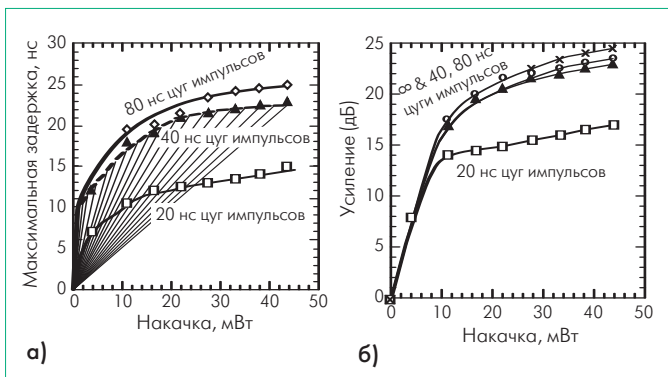 Максимальная задержка, нс
30
25
20
15
10
5
0
80 нс цуг импульсов
40 нс цуг импульсов
20 нс цуг импульсов
0 10 20 30 40 50
Накачка, мВт
а)
Усиление (дБ)
25
20
15
10
5
0
∞ & 40, 80 нс
цуги импульсов
20 нс цуг импульсов
0 10 20 30 40 50
Накачка, мВт
б)